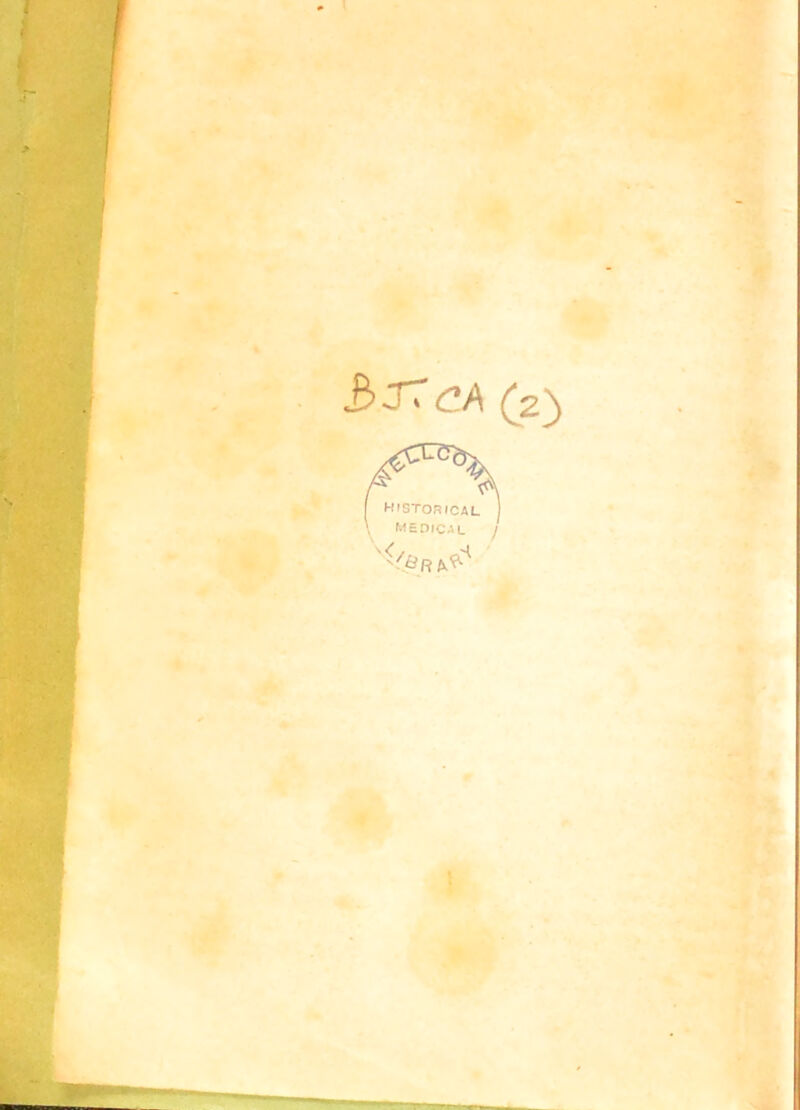 BJ. CA (2)
WELLCOME
HISTORICAL
MEDICAL
LIBRARY